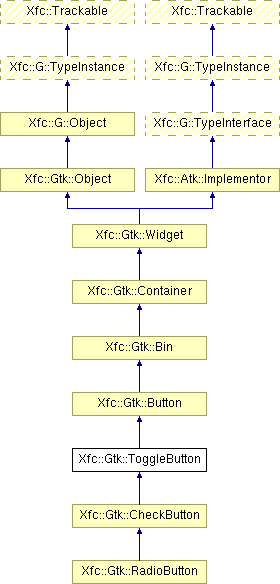 Xfc::Trackable
Xfc::Trackable
Xfc::G::TypeInstance
Xfc::G::TypeInstance
Xfc::G::Object
Xfc::G::TypeInterface
Xfc::Gtk::Object
Xfc::Atk::Implementor
Xfc::Gtk::Widget
Xfc::Gtk::Container
Xfc::Gtk::Bin
Xfc::Gtk::Button
Xfc::Gtk::ToggleButton
Xfc::Gtk::CheckButton
Xfc::Gtk::RadioButton